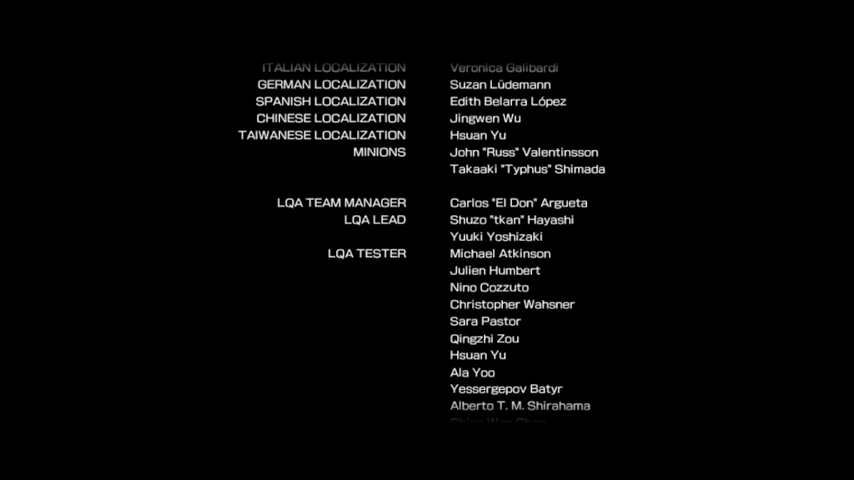 ITALIAN LOCALIZATION Veronica Galibardi
GERMAN LOCALIZATION Suzan Lüdemann
SPANISH LOCALIZATION Edith Belarra López
CHINESE LOCALIZATION Jingwen Wu
TAIWANESE LOCALIZATION Hsuan Yu
MINIONS John "Russ" Valentinsson
Takaaki "Typhus" Shimada
LQA TEAM MANAGER Carlos "El Don" Argueta
LQA LEAD Shuzo "tkan" Hayashi
Yuuki Yoshizaki
LQA TESTER Michael Atkinson
Julien Humbert
Nino Cozzuto
Christopher Wahsner
Sara Pastor
Qingzhi Zou
Hsuan Yu
Ala Yoo
Yessergepov Batyr
Alberto T. M. Shirahama